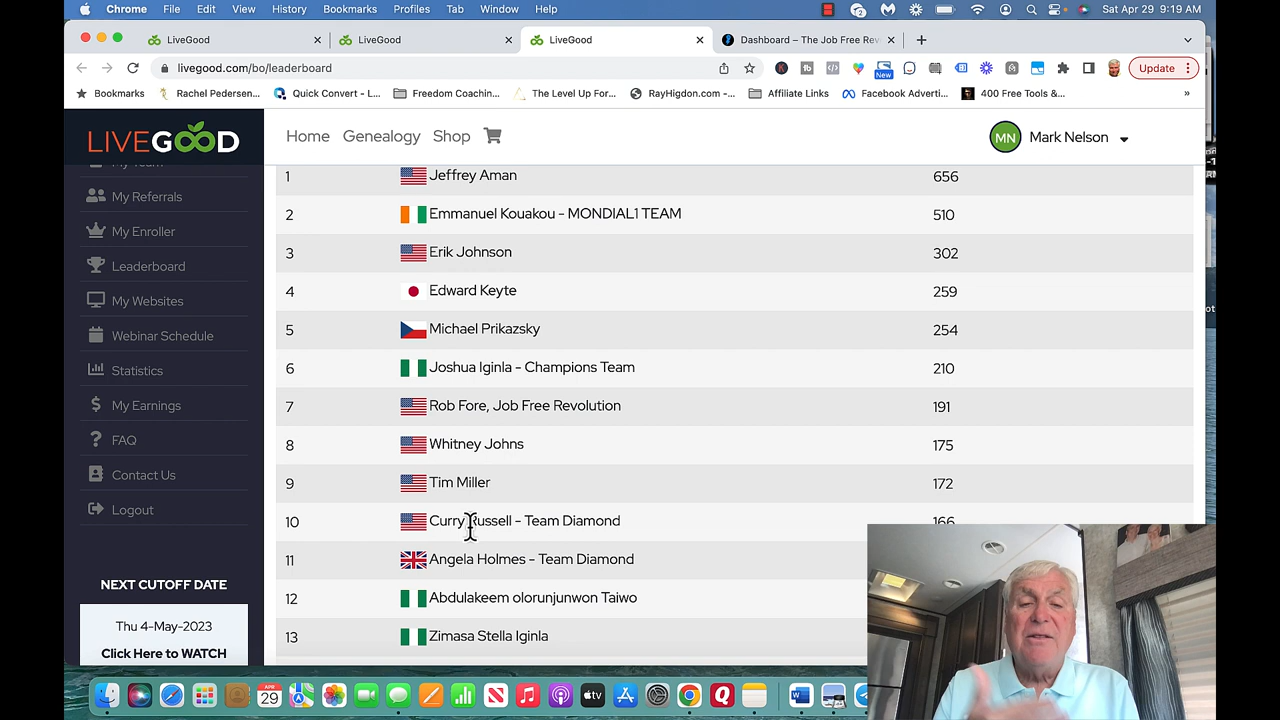 Chrome File Edit View History Bookmarks Profiles Tab Window Help Sat Apr 29 9:19 AM
LiveGood LiveGood LiveGood Dashboard – The Job Free Rev
livegood.com/bo/leaderboard New Update
Bookmarks Rachel Pedersen... Quick Convert - L... Freedom Coachin... The Level Up For... RayHigdon.com -... Affiliate Links Facebook Adverti... 400 Free Tools &... »
LIVEGOOD Home Genealogy Shop MN Mark Nelson
My Team
My Referrals
My Enroller
Leaderboard
My Websites
Webinar Schedule
Statistics
My Earnings
FAQ
Contact Us
Logout
NEXT CUTOFF DATE
Thu 4-May-2023
Click Here to WATCH
1 Jeffrey Aman 656
2 Emmanuel Kouakou - MONDIAL1 TEAM 510
3 Erik Johnson 302
4 Edward Keyte 259
5 Michael Prikazsky 254
6 Joshua Iginla - Champions Team 210
7 Rob Fore, Job Free Revolution
8 Whitney Johns 173
9 Tim Miller 172
10 Curry Russell - Team Diamond 166
11 Angela Holmes - Team Diamond
12 Abdulakeem olorunjunwon Taiwo
13 Zimasa Stella Iginla